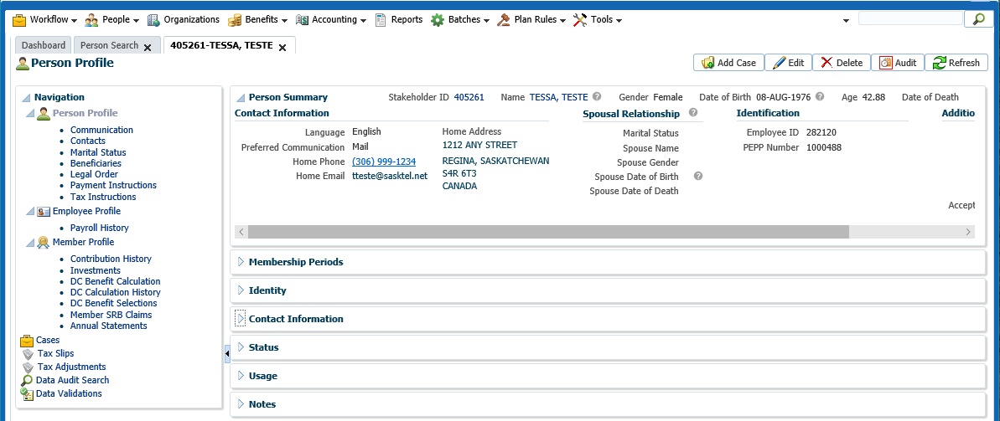 Workflow People Organizations Benefits Accounting Reports Batches Plan Rules Tools
Dashboard Person Search 405261-TESSA, TESTE
Person Profile
Add Case Edit Delete Audit Refresh
Navigation
Person Profile
Communication
Contacts
Marital Status
Beneficiaries
Legal Order
Payment Instructions
Tax Instructions
Employee Profile
Payroll History
Member Profile
Contribution History
Investments
DC Benefit Calculation
DC Calculation History
DC Benefit Selections
Member SRB Claims
Annual Statements
Cases
Tax Slips
Tax Adjustments
Data Audit Search
Data Validations
Person Summary Stakeholder ID 405261 Name TESSA, TESTE Gender Female Date of Birth 08-AUG-1976 Age 42.88 Date of Death
Contact Information
Language English
Preferred Communication Mail
Home Phone (306) 999-1234
Home Email tteste@sasktel.net
Home Address
1212 ANY STREET
REGINA, SASKATCHEWAN
S4R 6T3
CANADA
Spousal Relationship
Marital Status
Spouse Name
Spouse Gender
Spouse Date of Birth
Spouse Date of Death
Identification
Employee ID 282120
PEPP Number 1000488
Additio
Accept
Membership Periods
Identity
Contact Information
Status
Usage
Notes